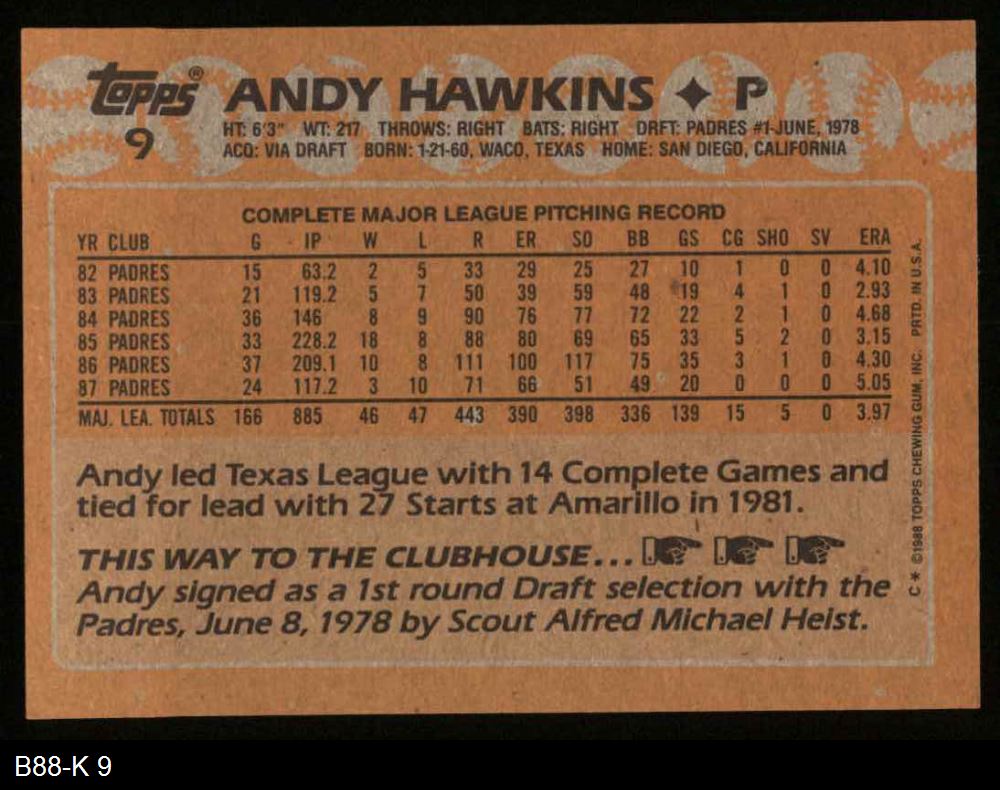 topps® ANDY HAWKINS ✦ P
9
HT: 6'3" WT: 217 THROWS: RIGHT BATS: RIGHT DRFT: PADRES #1-JUNE, 1978
ACQ: VIA DRAFT BORN: 1-21-60, WACO, TEXAS HOME: SAN DIEGO, CALIFORNIA
COMPLETE MAJOR LEAGUE PITCHING RECORD
YR CLUB G IP W L R ER SO BB GS CG SHO SV ERA
82 PADRES 15 63.2 2 5 33 29 25 27 10 1 0 0 4.10
83 PADRES 21 119.2 5 7 50 39 59 48 19 4 1 0 2.93
84 PADRES 36 146 8 9 90 76 77 72 22 2 1 0 4.68
85 PADRES 33 228.2 18 8 88 80 69 65 33 5 2 0 3.15
86 PADRES 37 209.1 10 8 111 100 117 75 35 3 1 0 4.30
87 PADRES 24 117.2 3 10 71 66 51 49 20 0 0 0 5.05
MAJ. LEA. TOTALS 166 885 46 47 443 390 398 336 139 15 5 0 3.97
Andy led Texas League with 14 Complete Games and
tied for lead with 27 Starts at Amarillo in 1981.
THIS WAY TO THE CLUBHOUSE...
Andy signed as a 1st round Draft selection with the
Padres, June 8, 1978 by Scout Alfred Michael Heist.
C* ©1988 TOPPS CHEWING GUM, INC. PRTD. IN U.S.A.
B88-K 9